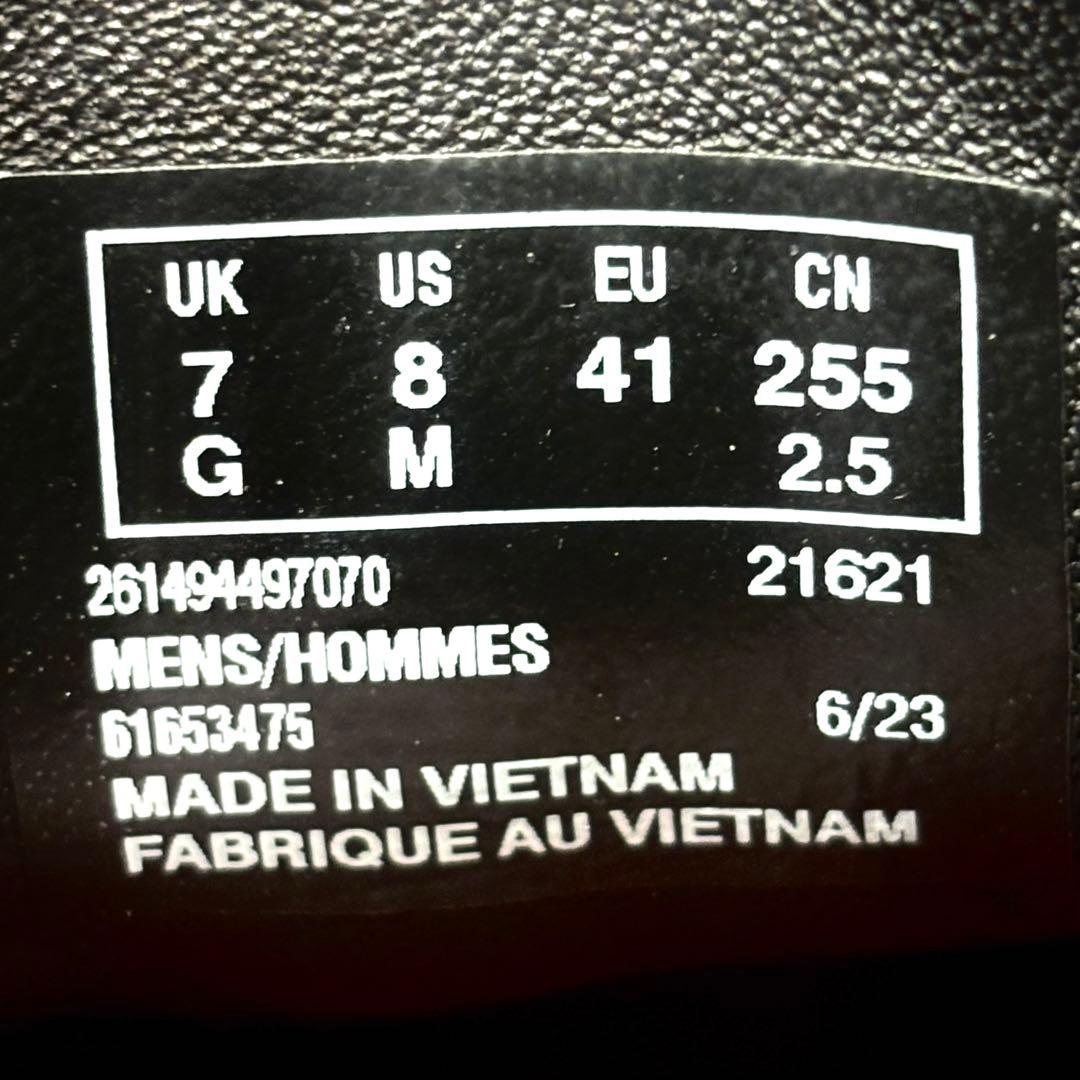 UK US EU CN
7 8 41 255
G M 2.5
261494497070 21621
MENS/HOMMES
61653475 6/23
MADE IN VIETNAM
FABRIQUE AU VIETNAM